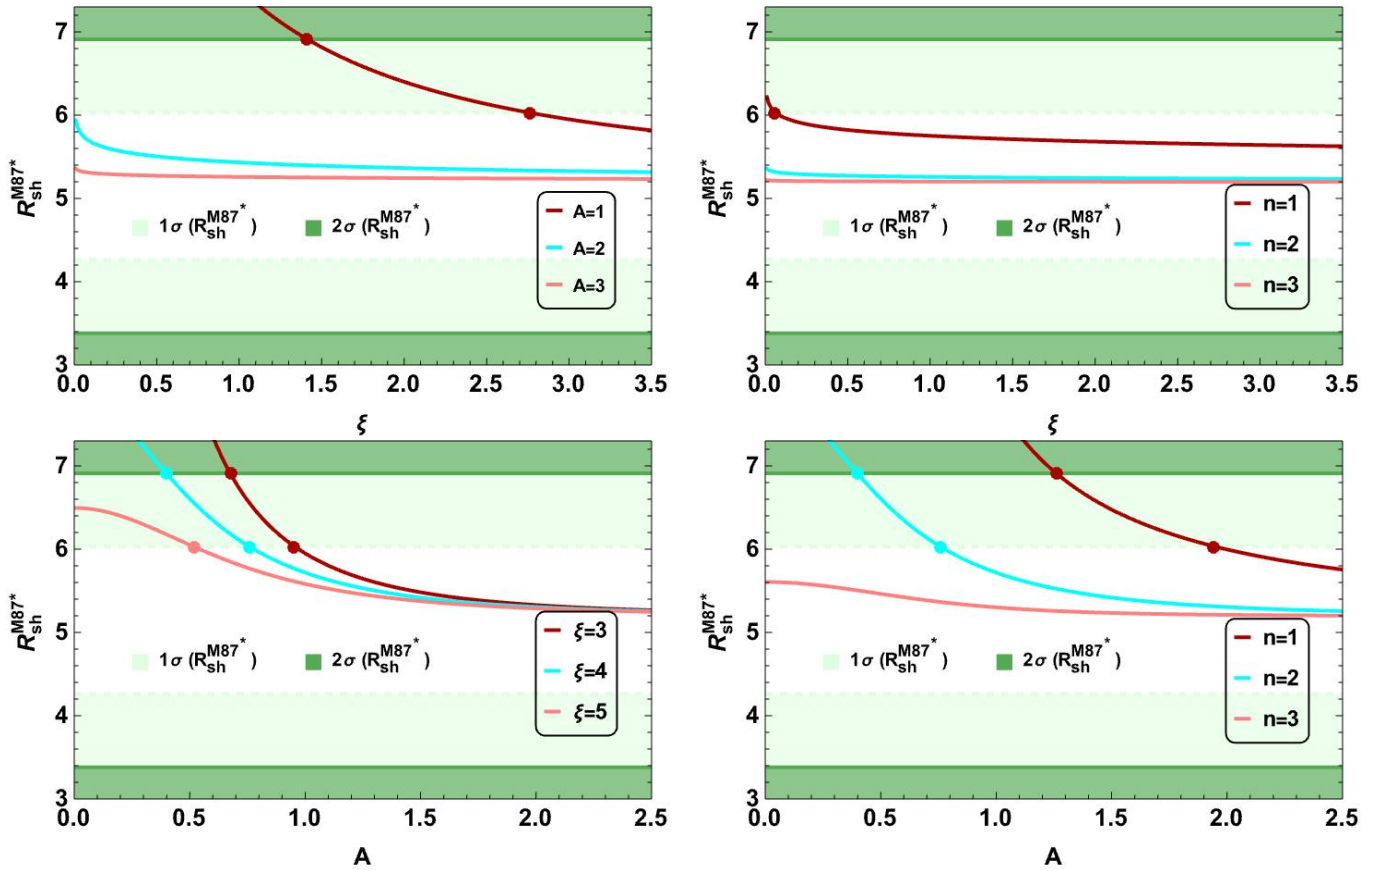 7
6
5
4
3
R_sh^M87*
1σ (R_sh^M87*)
2σ (R_sh^M87*)
A=1
A=2
A=3
0.0 0.5 1.0 1.5 2.0 2.5 3.0 3.5
ξ
7
6
5
4
3
R_sh^M87*
1σ (R_sh^M87*)
2σ (R_sh^M87*)
n=1
n=2
n=3
0.0 0.5 1.0 1.5 2.0 2.5 3.0 3.5
ξ
7
6
5
4
3
R_sh^M87*
1σ (R_sh^M87*)
2σ (R_sh^M87*)
ξ=3
ξ=4
ξ=5
0.0 0.5 1.0 1.5 2.0 2.5
A
7
6
5
4
3
R_sh^M87*
1σ (R_sh^M87*)
2σ (R_sh^M87*)
n=1
n=2
n=3
0.0 0.5 1.0 1.5 2.0 2.5
A